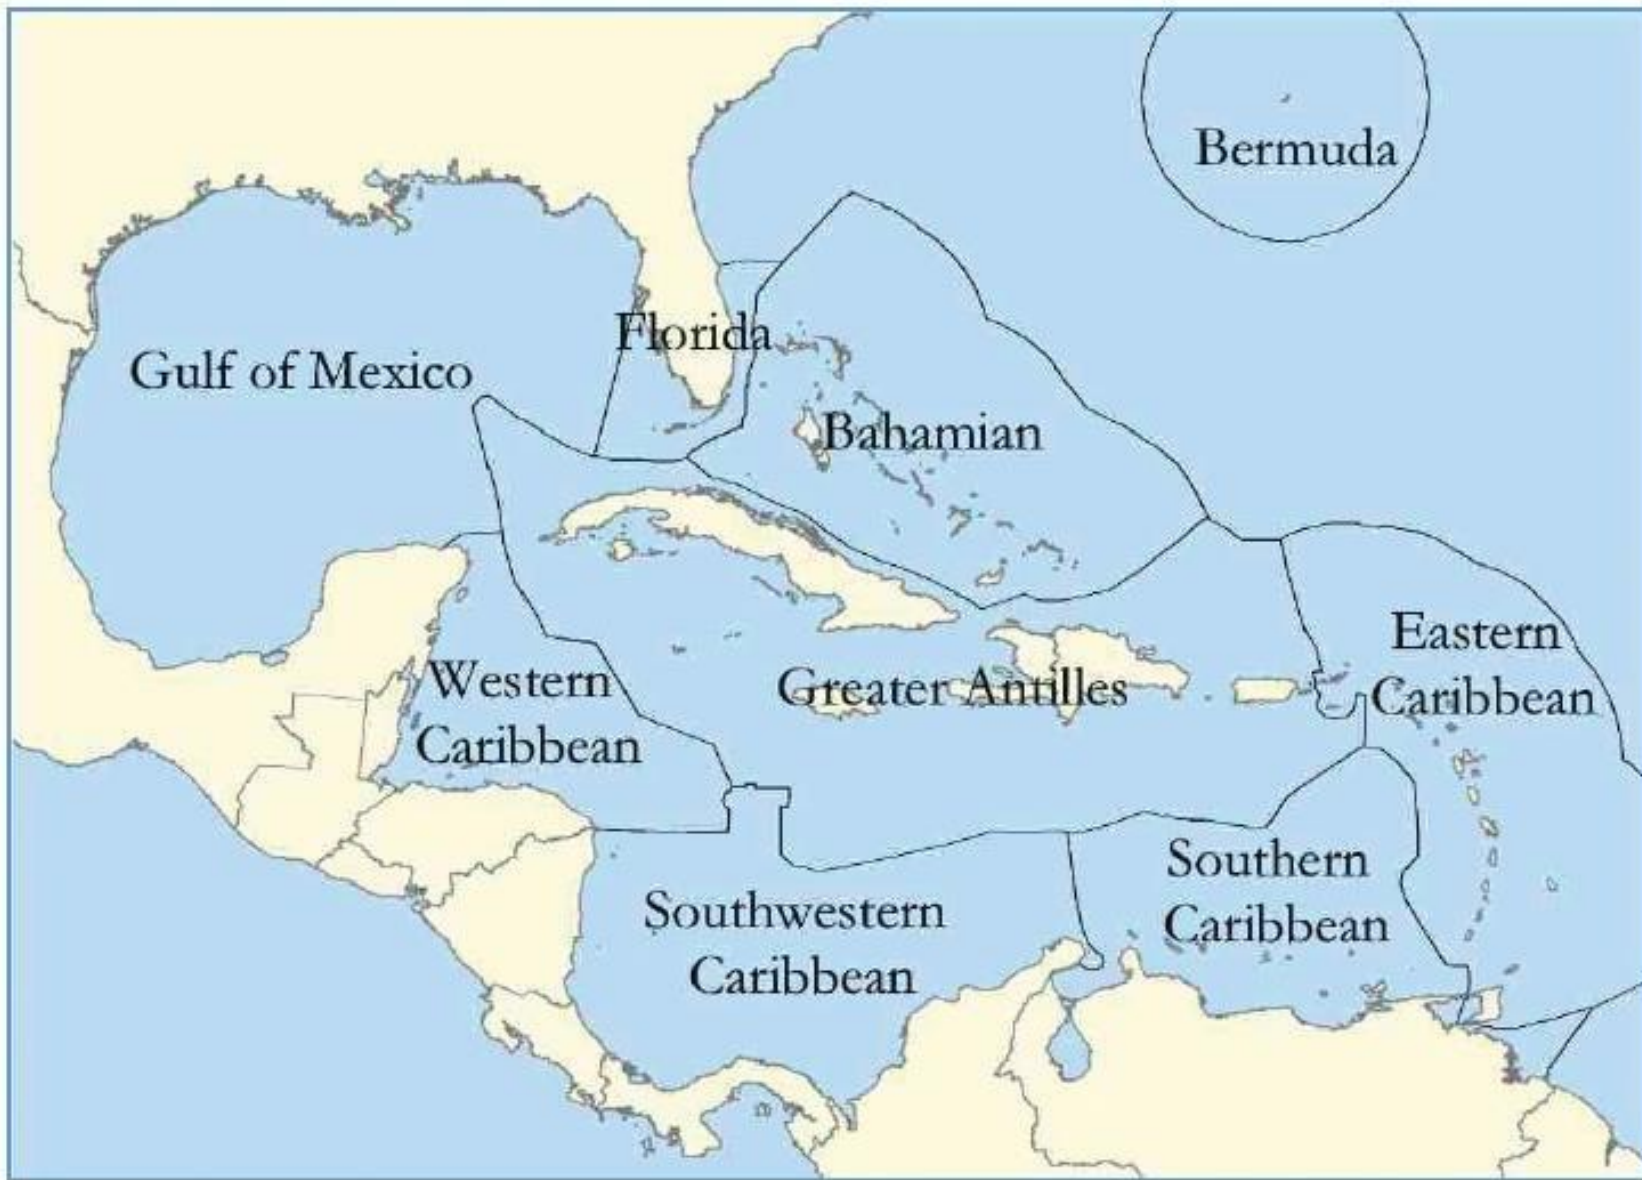 Bermuda
Florida
Gulf of Mexico
Bahamian
Eastern
Caribbean
Western
Caribbean
Greater Antilles
Southern
Caribbean
Southwestern
Caribbean